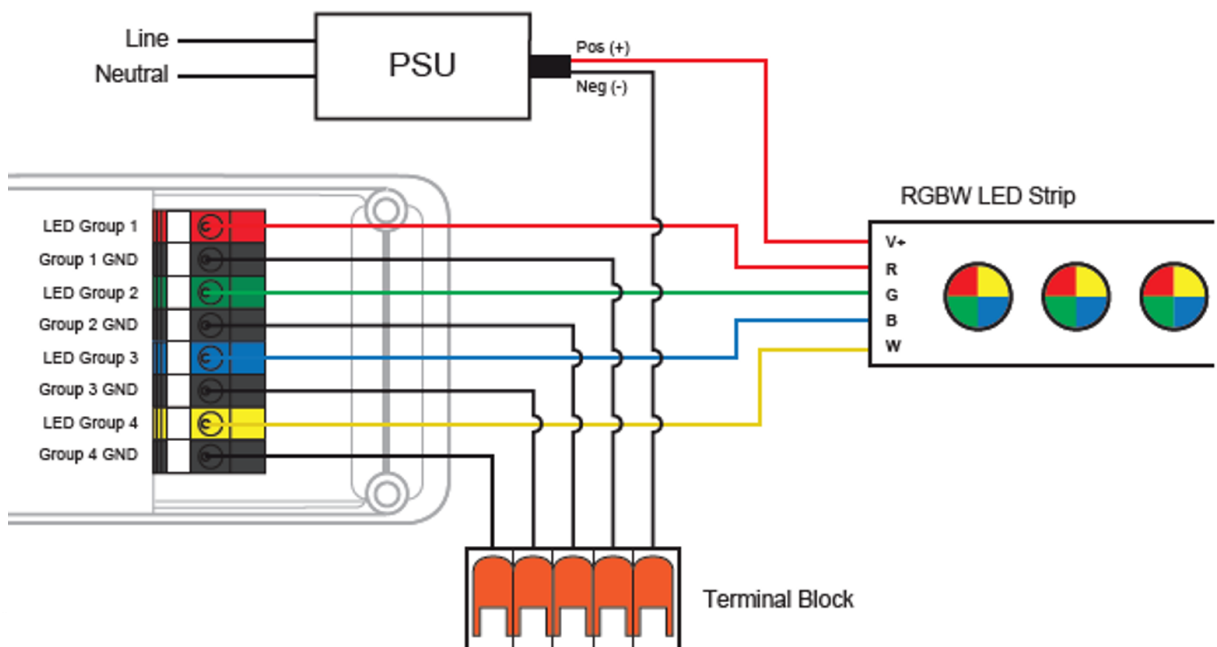 Line
Neutral
PSU
Pos (+)
Neg (-)
RGBW LED Strip
V+
R
G
B
W
LED Group 1
Group 1 GND
LED Group 2
Group 2 GND
LED Group 3
Group 3 GND
LED Group 4
Group 4 GND
Terminal Block